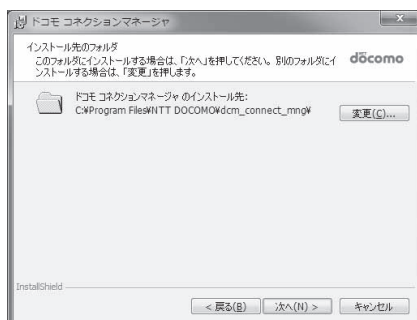 ドコモ コネクションマネージャ
インストール先のフォルダ
このフォルダにインストールする場合は、「次へ」を押してください。別のフォルダにイ
ンストールする場合は、「変更」を押します。
döcomo
ドコモ コネクションマネージャ のインストール先:
C:¥Program Files¥NTT DOCOMO¥dcm_connect_mng¥
変更(C)...
InstallShield
< 戻る(B)
次へ(N) >
キャンセル